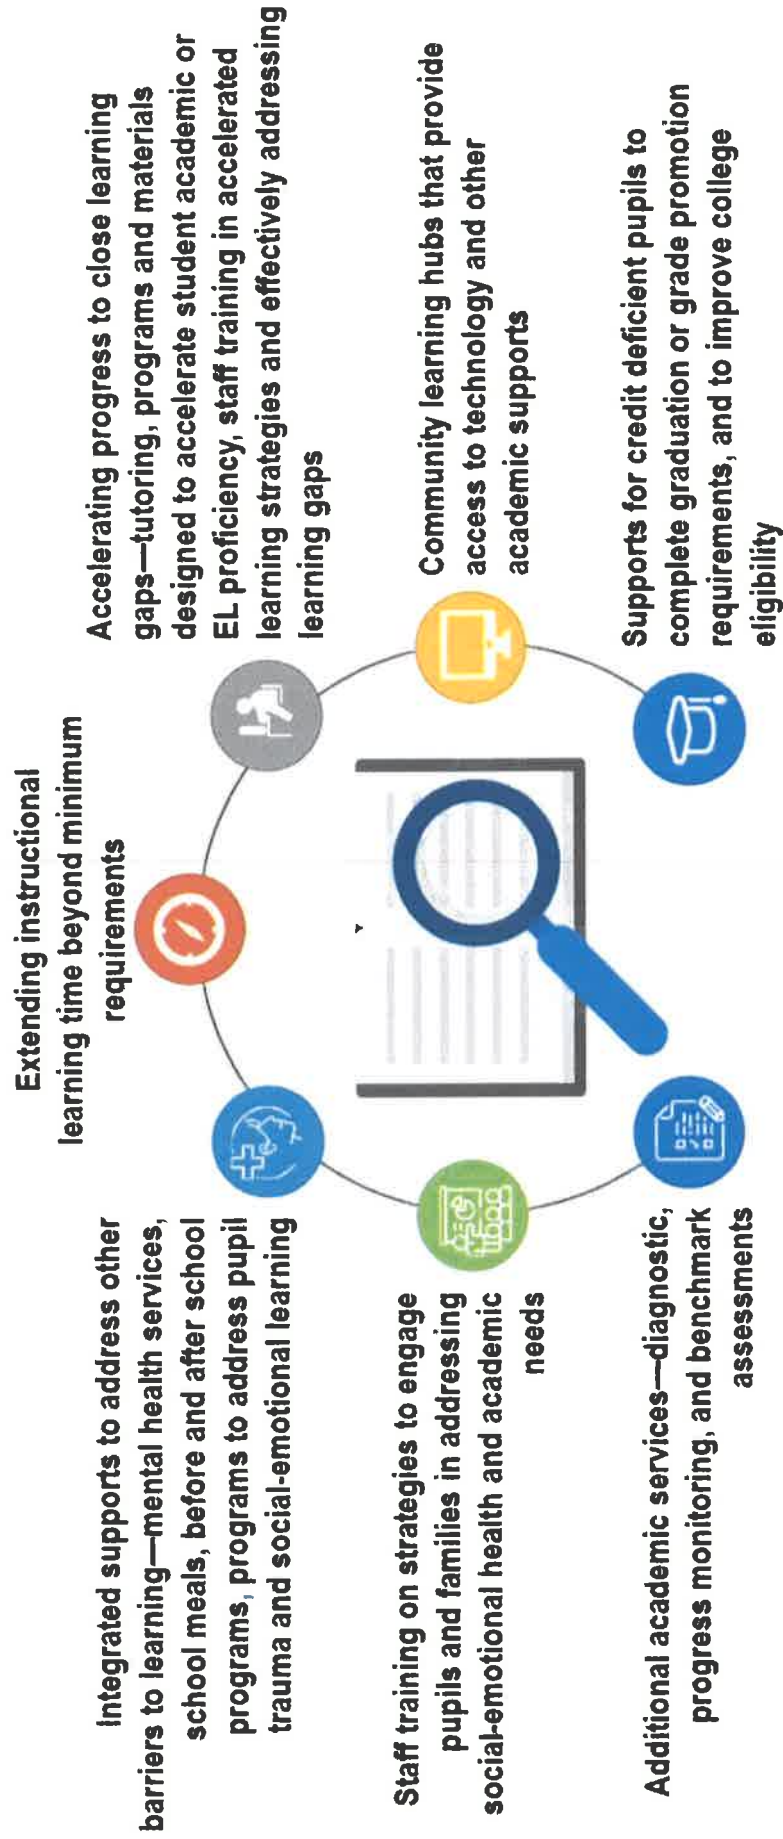 Extending instructional
learning time beyond minimum
requirements
Accelerating progress to close learning
gaps—tutoring, programs and materials
designed to accelerate student academic or
EL proficiency, staff training in accelerated
learning strategies and effectively addressing
learning gaps
Community learning hubs that provide
access to technology and other
academic supports
Supports for credit deficient pupils to
complete graduation or grade promotion
requirements, and to improve college
eligibility
Integrated supports to address other
barriers to learning—mental health services,
school meals, before and after school
programs, programs to address pupil
trauma and social-emotional learning
Staff training on strategies to engage
pupils and families in addressing
social-emotional health and academic
needs
Additional academic services—diagnostic,
progress monitoring, and benchmark
assessments